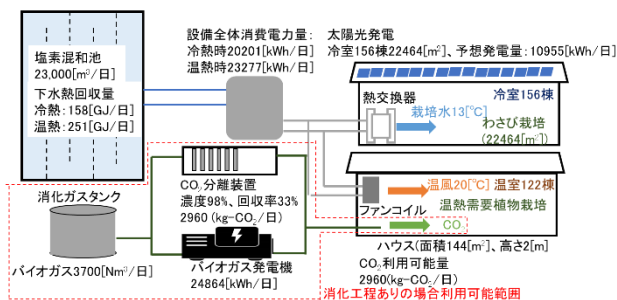 塩素混和池
23,000[㎥/日]
下水熱回収量
冷熱:158[GJ/日]
温熱:251[GJ/日]
設備全体消費電力量:
冷熱時20201[kWh/日]
温熱時23277[kWh/日]
太陽光発電
冷室156棟22464[㎡]、予想発電量:10955[kWh/日]
熱交換器
冷室156棟
栽培水13[℃]
わさび栽培
(22464[㎡])
CO₂分離装置
濃度98%、回収率33%
2960(kg-CO₂/日)
温風20[℃]
温室122棟
温熱需要植物栽培
ファンコイル
CO₂
消化ガスタンク
バイオガス3700[N㎥/日]
バイオガス発電機
24864[kWh/日]
ハウス(面積144[㎡]、高さ2[m])
CO₂利用可能量
2960(kg-CO₂/日)
消化工程ありの場合利用可能範囲